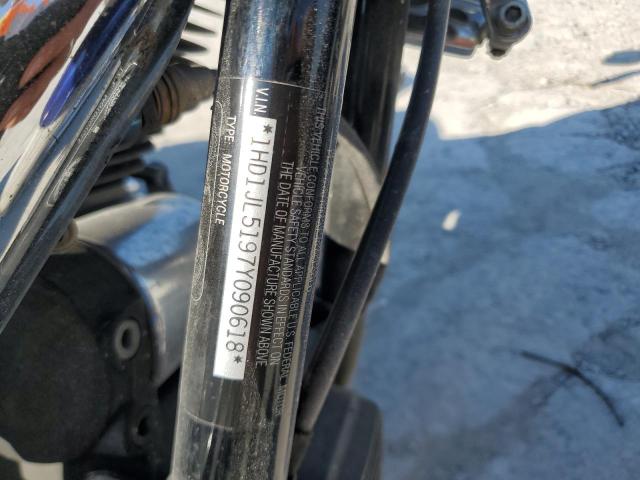 THIS VEHICLE CONFORMS TO ALL APPLICABLE U.S. FEDERAL MOTOR
VEHICLE SAFETY STANDARDS IN EFFECT ON
THE DATE OF MANUFACTURE SHOWN ABOVE
V.I.N.
*1HD1JL5197Y090618*
TYPE: MOTORCYCLE